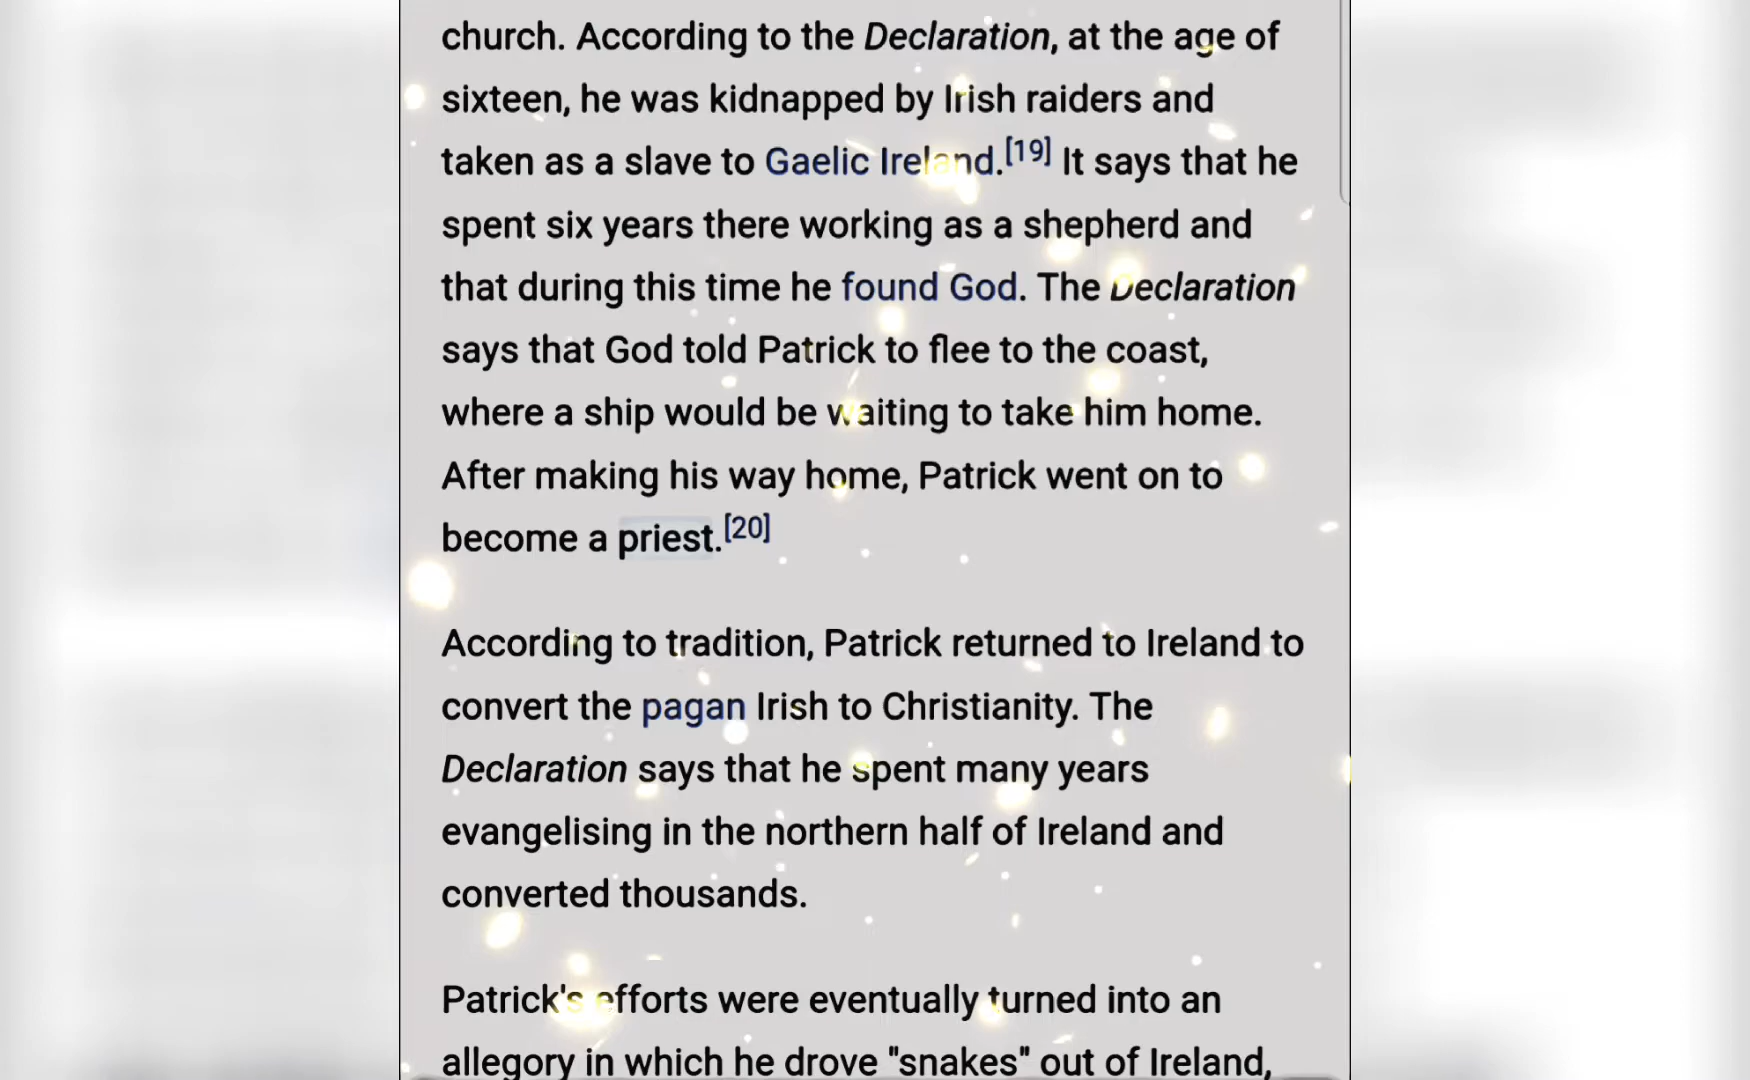 church. According to the Declaration, at the age of
sixteen, he was kidnapped by Irish raiders and
taken as a slave to Gaelic Ireland.[19] It says that he
spent six years there working as a shepherd and
that during this time he found God. The Declaration
says that God told Patrick to flee to the coast,
where a ship would be waiting to take him home.
After making his way home, Patrick went on to
become a priest.[20]
According to tradition, Patrick returned to Ireland to
convert the pagan Irish to Christianity. The
Declaration says that he spent many years
evangelising in the northern half of Ireland and
converted thousands.
Patrick's efforts were eventually turned into an
allegory in which he drove "snakes" out of Ireland,